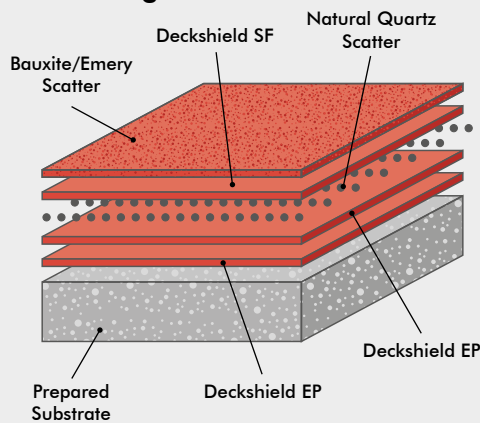 Natural Quartz
Scatter
Deckshield SF
Bauxite/Emery
Scatter
Deckshield EP
Prepared
Substrate
Deckshield EP